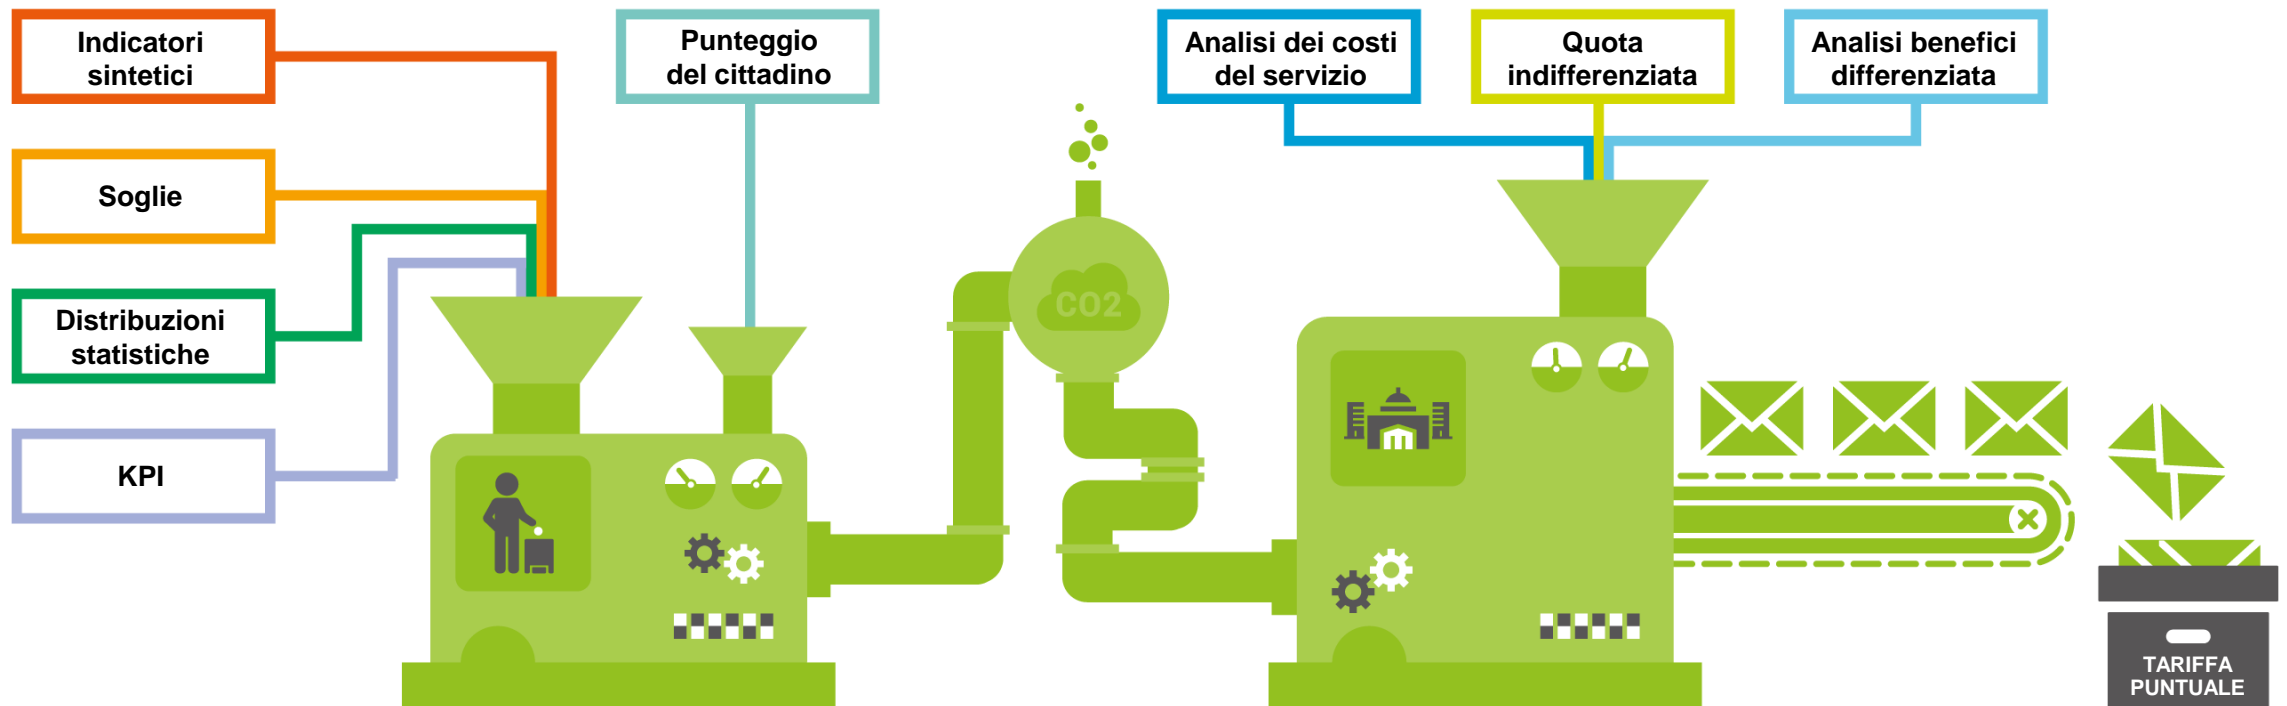 Indicatori
sintetici
Soglie
Distribuzioni
statistiche
KPI
Punteggio
del cittadino
CO2
Analisi dei costi
del servizio
Quota
indifferenziata
Analisi benefici
differenziata
TARIFFA
PUNTUALE